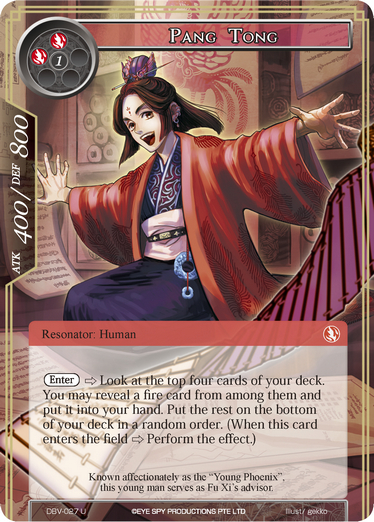 Pang Tong
1
ATK 400/ DEF 800
Resonator: Human
Enter ⇨ Look at the top four cards of your deck.
You may reveal a fire card from among them and
put it into your hand. Put the rest on the bottom
of your deck in a random order. (When this card
enters the field ⇨ Perform the effect.)
Known affectionately as the “Young Phoenix”,
this young man serves as Fu Xi’s advisor.
DBV-027 U ©EYE SPY PRODUCTIONS PTE LTD Illust/ gekko